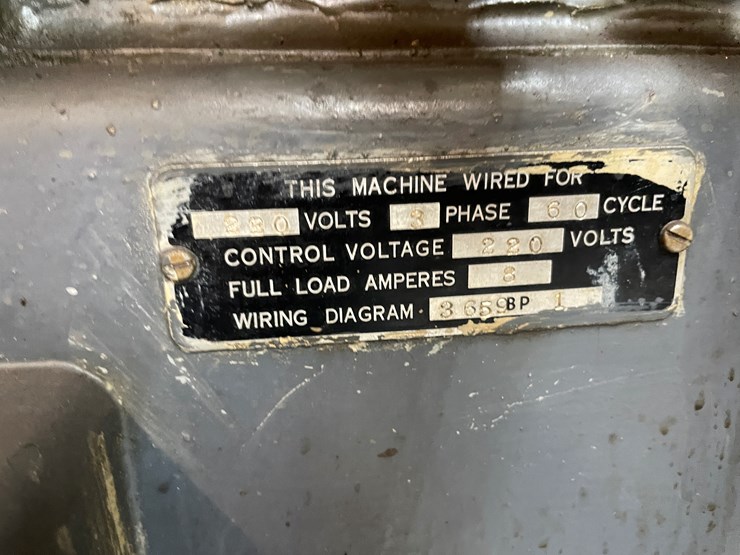 THIS MACHINE WIRED FOR
220 VOLTS 3 PHASE 60 CYCLE
CONTROL VOLTAGE 220 VOLTS
FULL LOAD AMPERES 8
WIRING DIAGRAM. 3659BP 1